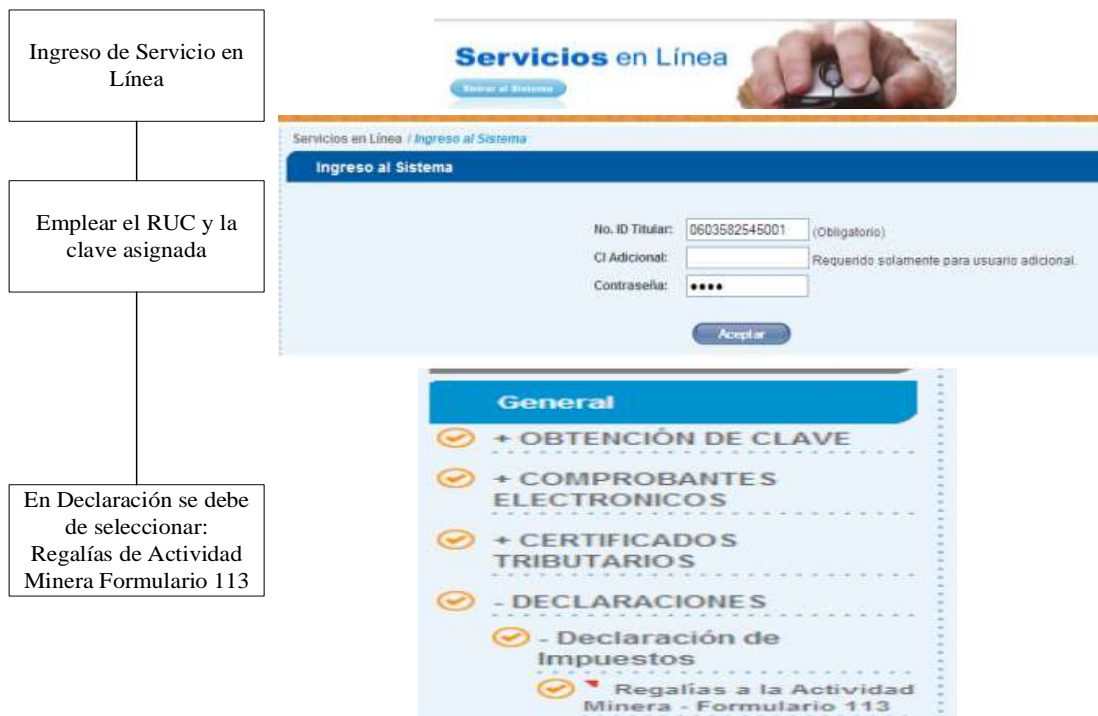 Ingreso de Servicio en
Línea
Servicios en Línea
Entrar al Sistema
Servicios en Línea / Ingreso al Sistema
Ingreso al Sistema
Emplear el RUC y la
clave asignada
No. ID Titular: 0603582545001 (Obligatorio)
CI Adicional: Requerido solamente para usuario adicional.
Contraseña: ●●●●
Aceptar
En Declaración se debe
de seleccionar:
Regalías de Actividad
Minera Formulario 113
General
+ OBTENCIÓN DE CLAVE
+ COMPROBANTES
ELECTRONICOS
+ CERTIFICADOS
TRIBUTARIOS
- DECLARACIONES
- Declaración de
Impuestos
Regalías a la Actividad
Minera - Formulario 113